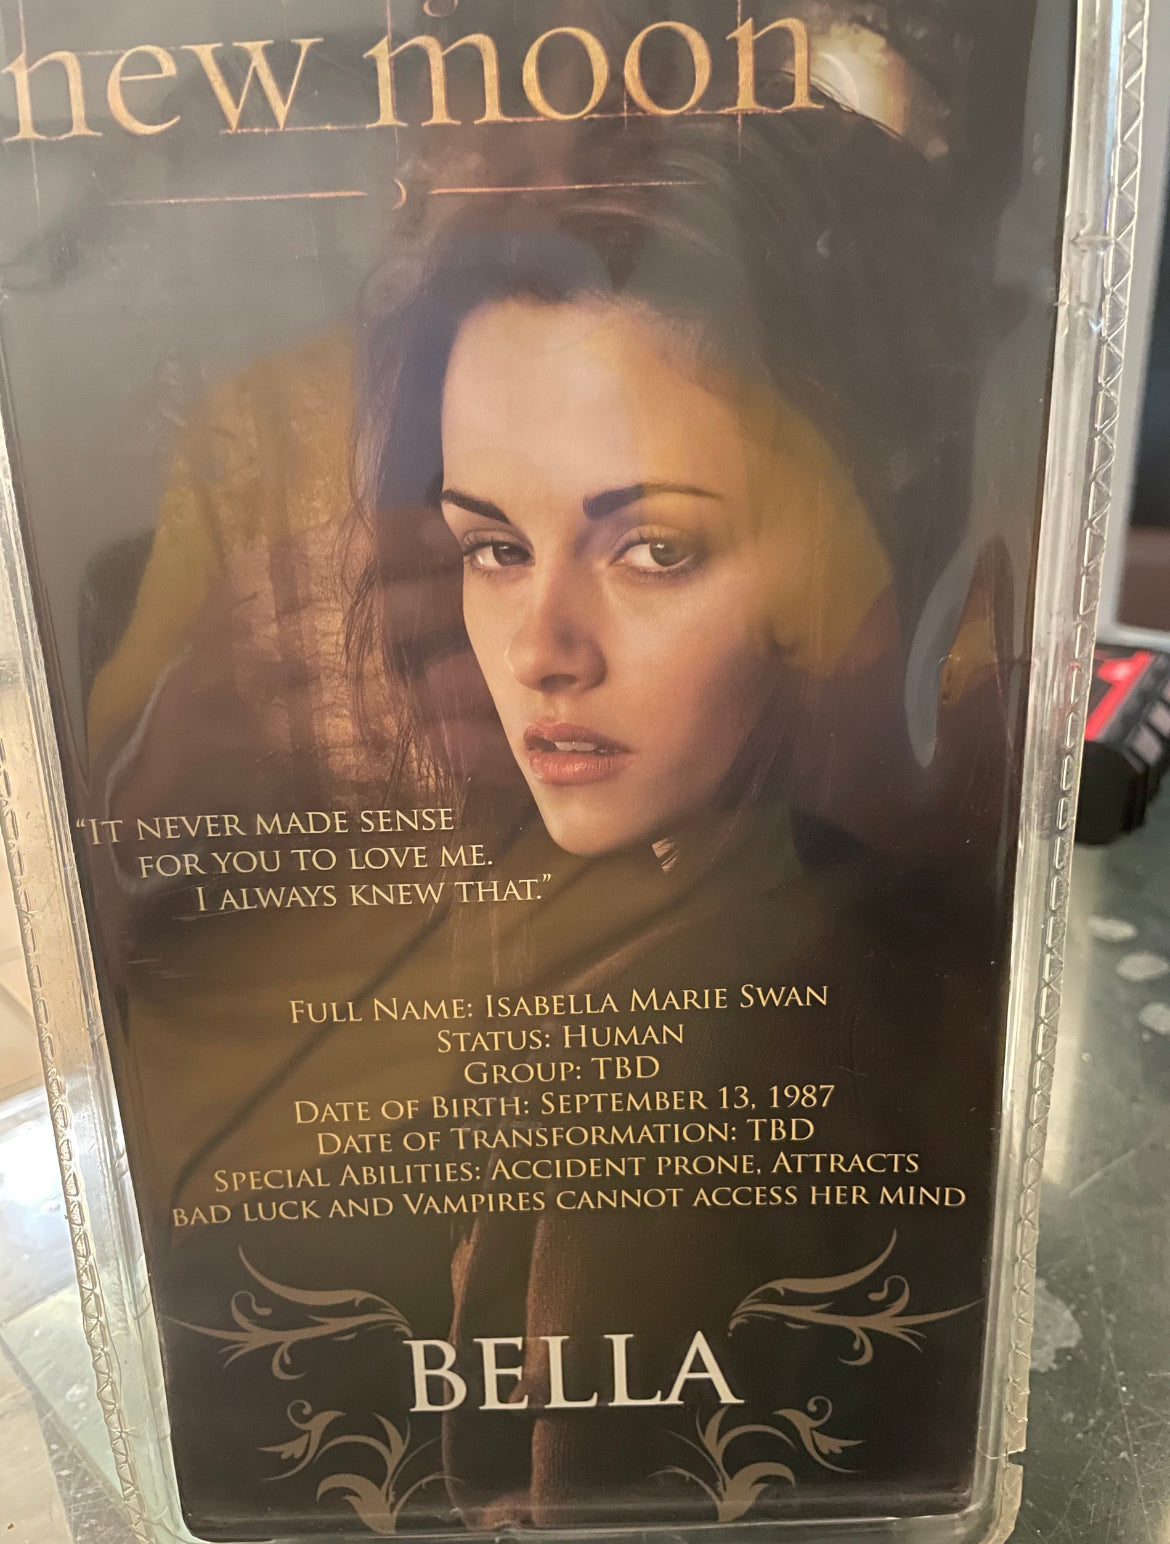 new moon
“IT NEVER MADE SENSE
FOR YOU TO LOVE ME.
I ALWAYS KNEW THAT.”
FULL NAME: ISABELLA MARIE SWAN
STATUS: HUMAN
GROUP: TBD
DATE OF BIRTH: SEPTEMBER 13, 1987
DATE OF TRANSFORMATION: TBD
SPECIAL ABILITIES: ACCIDENT PRONE, ATTRACTS
BAD LUCK AND VAMPIRES CANNOT ACCESS HER MIND
BELLA